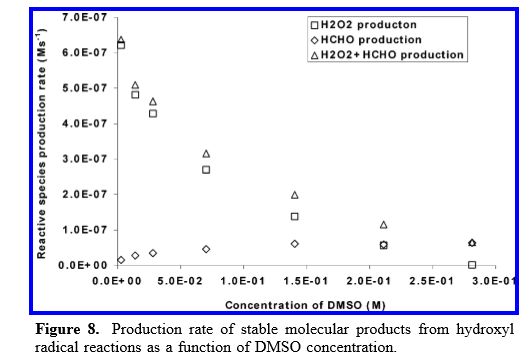 7.0E-07
6.0E-07
5.0E-07
4.0E-07
3.0E-07
2.0E-07
1.0E-07
0.0E+00
Reactive species production rate (Ms⁻¹)
H2O2 producton
HCHO production
H2O2+HCHO production
0.0E+00 5.0E-02 1.0E-01 1.5E-01 2.0E-01 2.5E-01 3.0E-01
Concentration of DMSO (M)
Figure 8. Production rate of stable molecular products from hydroxyl
radical reactions as a function of DMSO concentration.